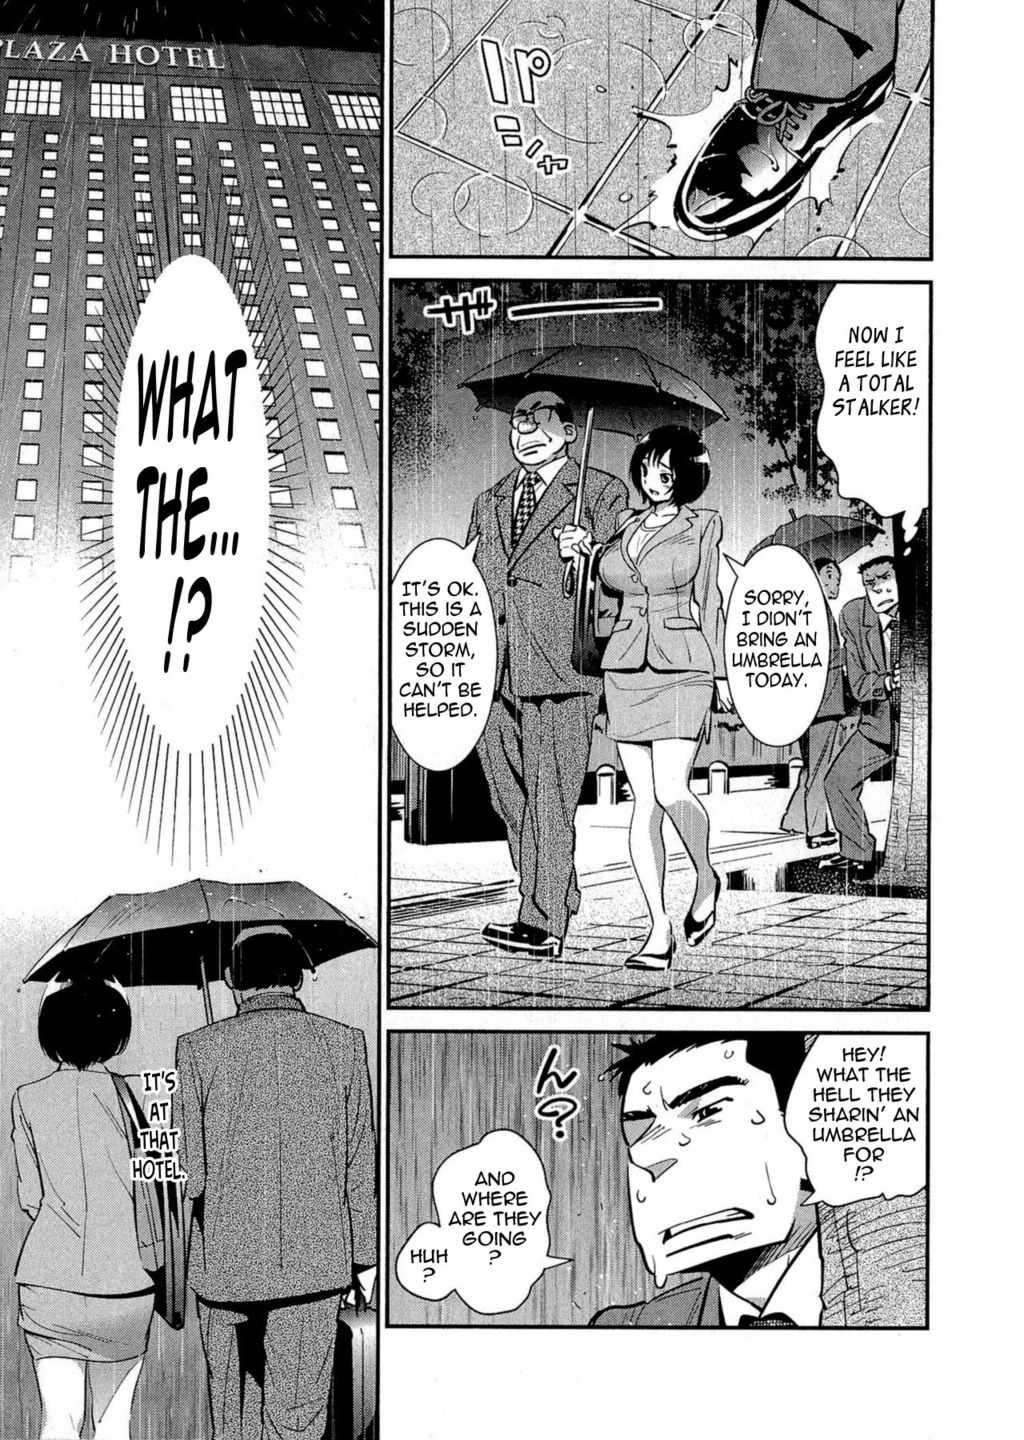 パ
シャ
ザ
NOW I
FEEL LIKE
A TOTAL
STALKER!
SORRY,
I DIDN'T
BRING AN
UMBRELLA
TODAY.
IT'S OK.
THIS IS A
SUDDEN
STORM,
SO IT
CAN'T BE
HELPED.
HEY!
WHAT THE
HELL THEY
SHARIN' AN
UMBRELLA
FOR
!?
ん?
AND
WHERE
ARE THEY
GOING
?
HUH
?
PLAZA HOTEL
WHAT
THE...
!?
IT'S
AT
THAT
HOTEL.